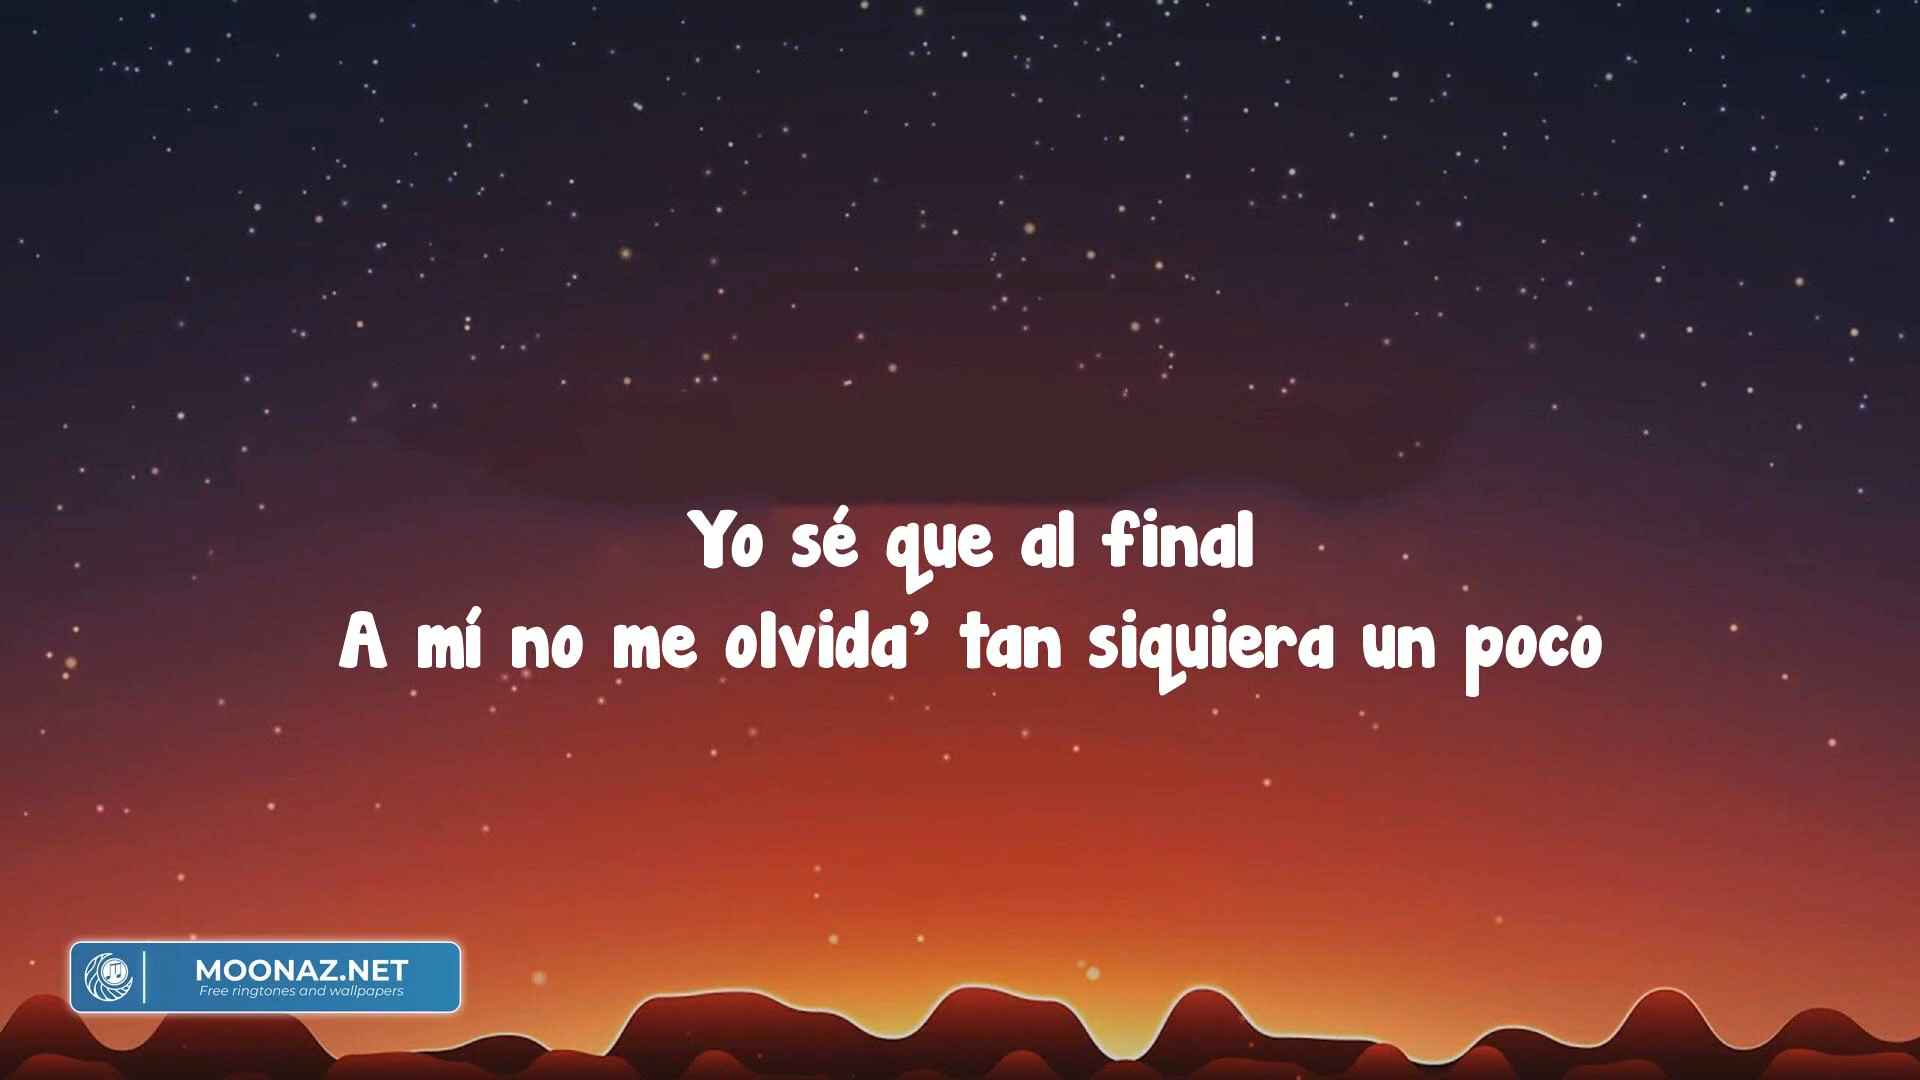 Yo sé que al final
A mí no me olvida’ tan siquiera un poco
MOONAZ.NET
Free ringtones and wallpapers